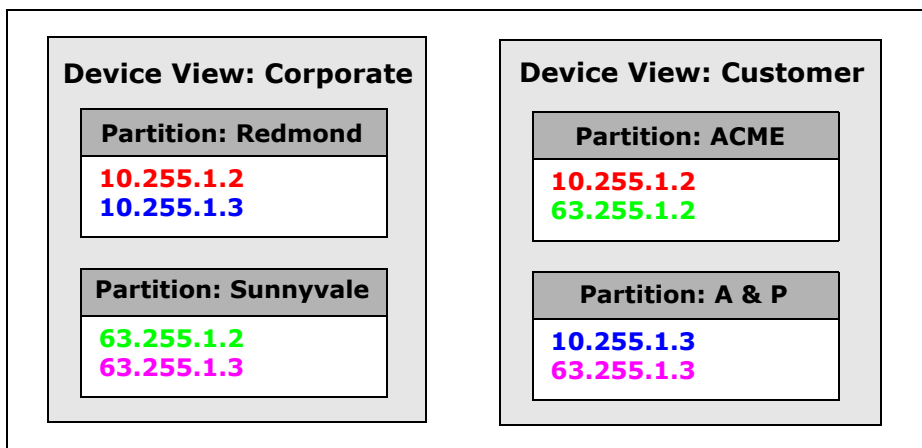 Device View: Corporate
Partition: Redmond
10.255.1.2
10.255.1.3
Partition: Sunnyvale
63.255.1.2
63.255.1.3
Device View: Customer
Partition: ACME
10.255.1.2
63.255.1.2
Partition: A & P
10.255.1.3
63.255.1.3